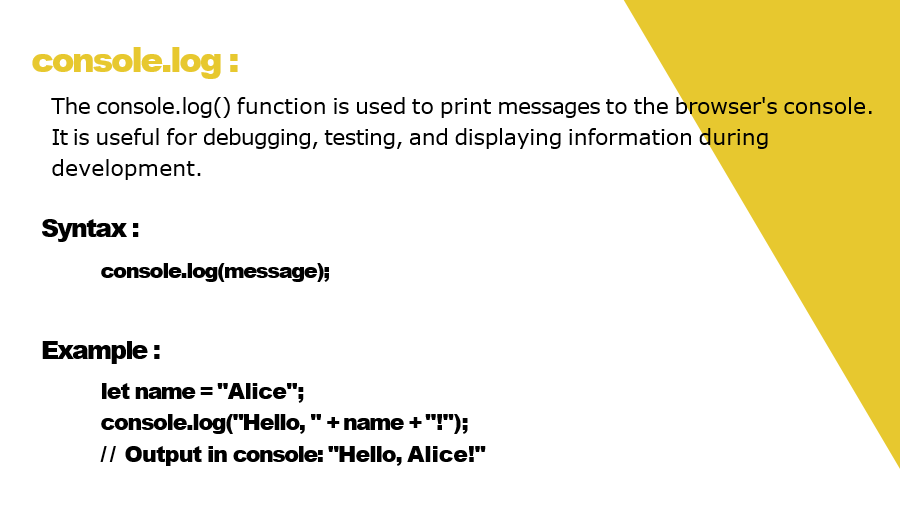 console.log :
The console.log() function is used to print messages to the browser's console.
It is useful for debugging, testing, and displaying information during
development.
Syntax :
console.log(message);
Example :
let name = "Alice";
console.log("Hello, " + name + "!");
// Output in console: "Hello, Alice!"